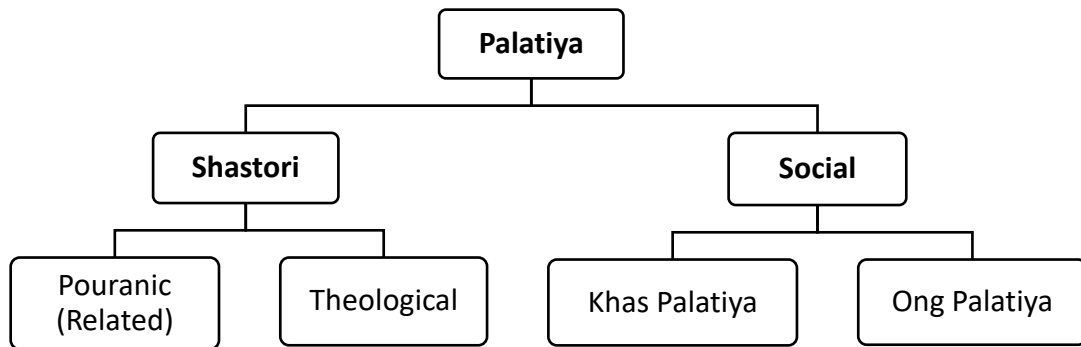 Palatiya
Shastori
Social
Pouranic
(Related)
Theological
Khas Palatiya
Ong Palatiya